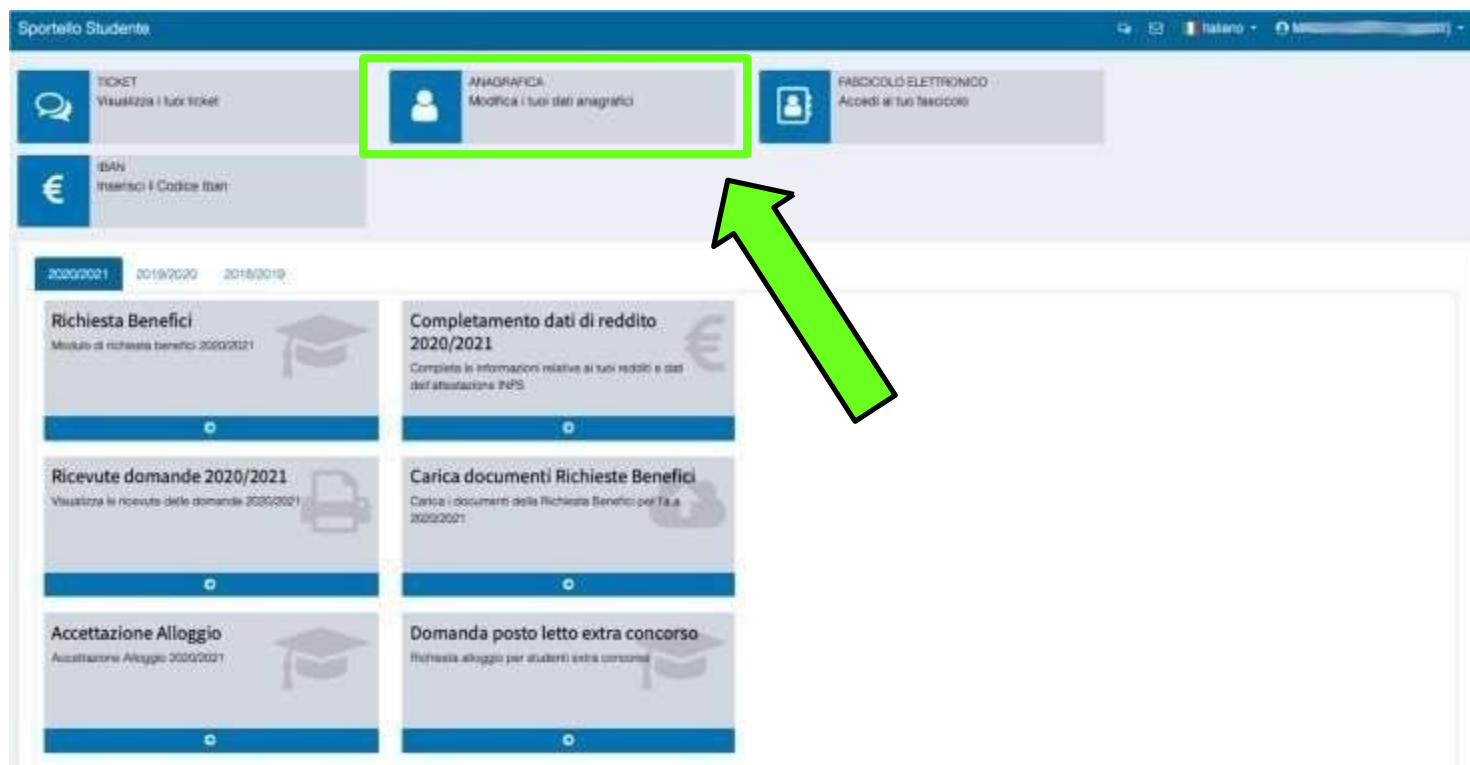 Sportello Studente
Italiano
TICKET
Visualizza i tuoi ticket
ANAGRAFICA
Modifica i tuoi dati anagrafici
FASCICOLO ELETTRONICO
Accedi al tuo fascicolo
IBAN
Inserisci il Codice Iban
2020/2021 2019/2020 2018/2019
Richiesta Benefici
Modulo di richiesta benefici 2020/2021
Completamento dati di reddito
2020/2021
Completa le informazioni relative ai tuoi redditi e dati
dell'attestazione INPS
Ricevute domande 2020/2021
Visualizza le ricevute delle domande 2020/2021
Carica documenti Richieste Benefici
Carica i documenti della Richiesta Benefici per l'a.a
2020/2021
Accettazione Alloggio
Accettazione Alloggio 2020/2021
Domanda posto letto extra concorso
Richiesta alloggio per studenti extra concorso